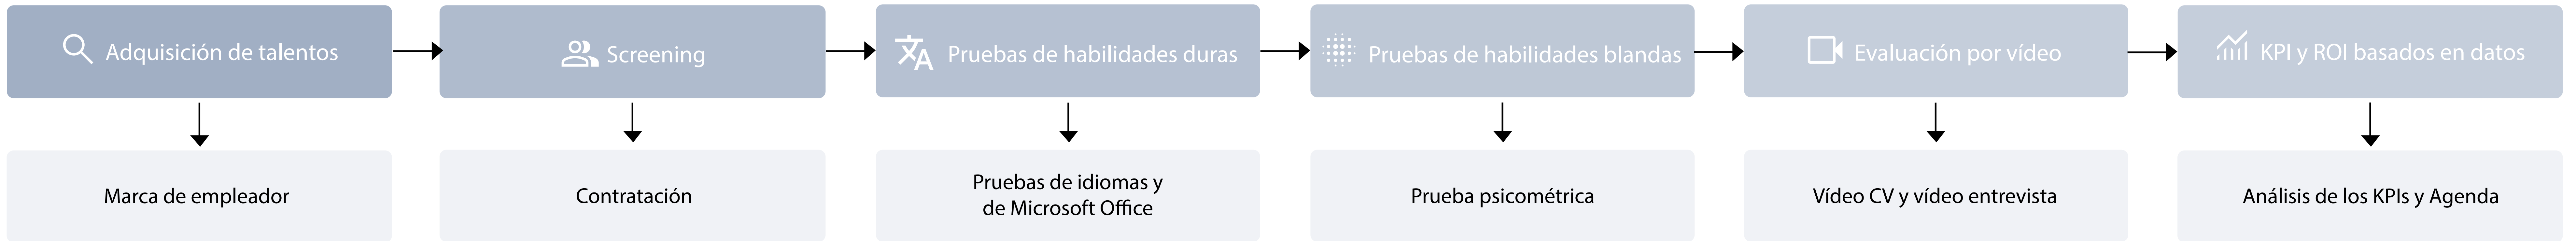 Adquisición de talentos
Screening
Pruebas de habilidades duras
Pruebas de habilidades blandas
Evaluación por vídeo
KPI y ROI basados en datos
Marca de empleador
Contratación
Pruebas de idiomas y
de Microsoft Office
Prueba psicométrica
Vídeo CV y vídeo entrevista
Análisis de los KPIs y Agenda